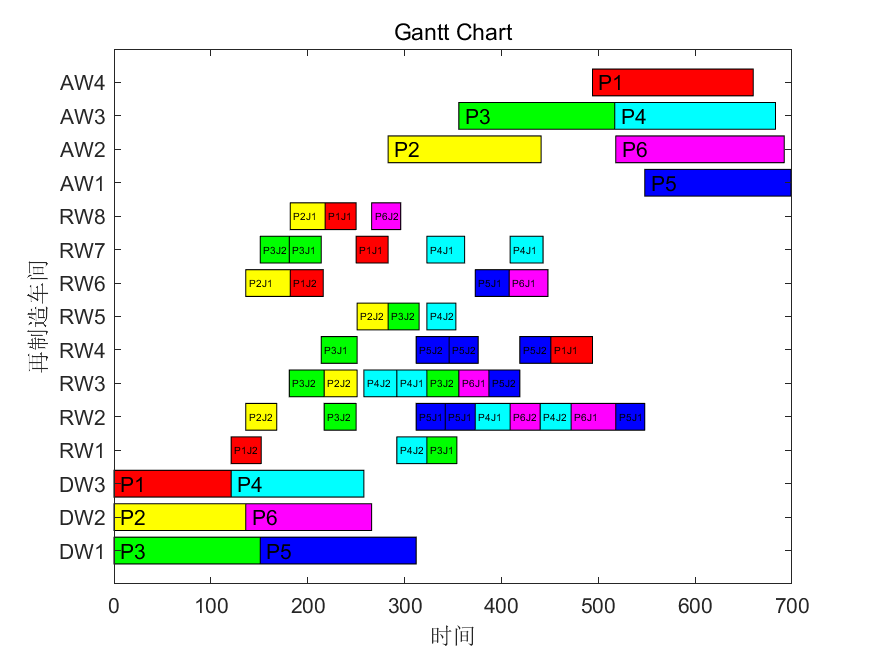 Gantt Chart
AW4 P1
AW3 P3 P4
AW2 P2 P6
AW1 P5
RW8 P2J1 P1J1 P6J2
RW7 P3J2 P3J1 P1J1 P4J1 P4J1
RW6 P2J1 P1J2 P5J1 P6J1
RW5 P2J2 P3J2 P4J2
RW4 P3J1 P5J2 P5J2 P5J2 P1J1
RW3 P3J2 P2J2 P4J2 P4J1 P3J2 P6J1 P5J2
RW2 P2J2 P3J2 P5J1 P5J1 P4J1 P6J2 P4J2 P6J1 P5J1
RW1 P1J2 P4J2 P3J1
DW3 P1 P4
DW2 P2 P6
DW1 P3 P5
再制造车间
0 100 200 300 400 500 600 700
时间